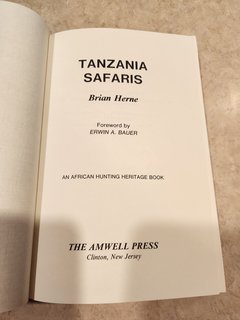 TANZANIA
SAFARIS
Brian Herne
Foreword by
ERWIN A. BAUER
AN AFRICAN HUNTING HERITAGE BOOK
THE AMWELL PRESS
Clinton, New Jersey